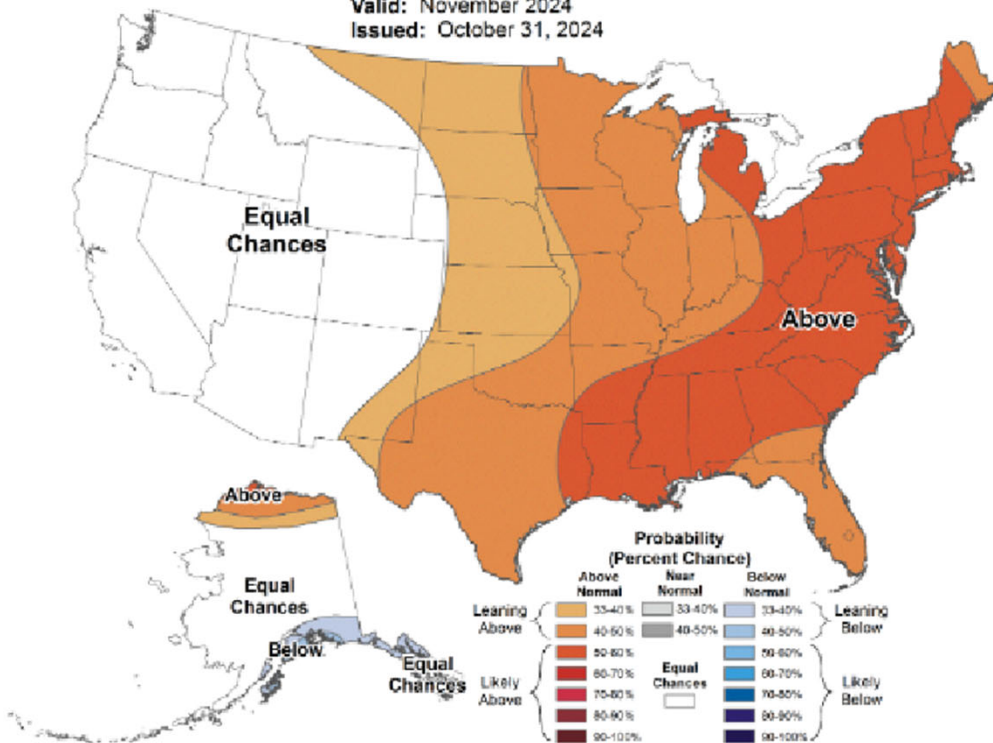 Valid: November 2024
Issued: October 31, 2024
Equal
Chances
Above
Above
Equal
Chances
Below
Equal
Chances
Probability
(Percent Chance)
Above
Normal
Near
Normal
Below
Normal
Leaning
Above
33-40%
40-50%
33-40%
40-50%
33-40%
40-50%
Leaning
Below
Likely
Above
50-60%
60-70%
70-80%
80-90%
90-100%
Equal
Chances
50-60%
60-70%
70-80%
80-90%
90-100%
Likely
Below